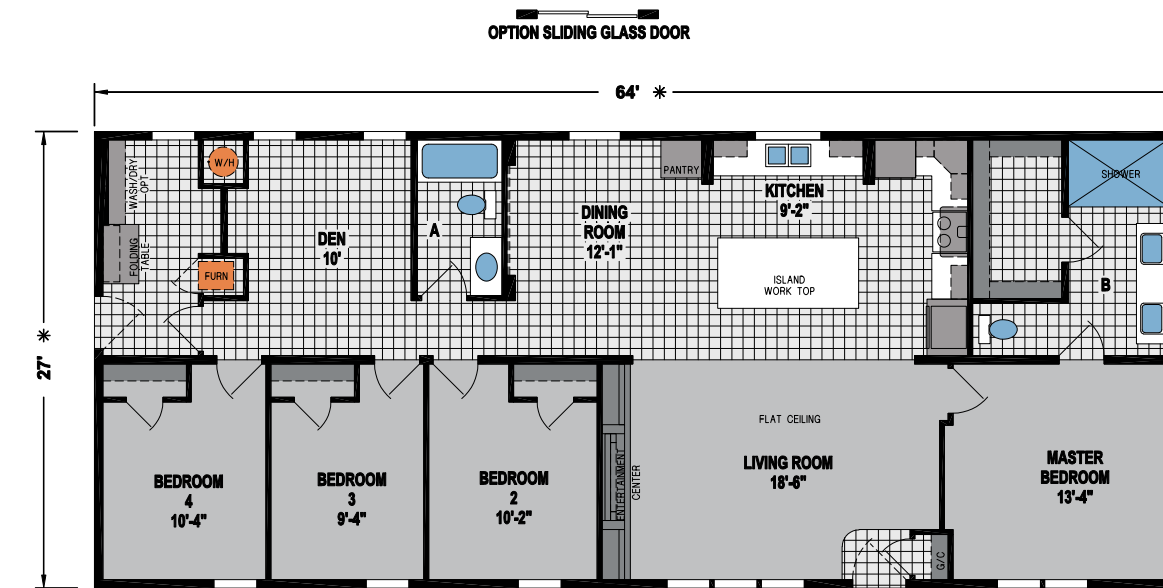 OPTION SLIDING GLASS DOOR
64' ✳
27' ✳
WASH/DRY
OPT
W/H
FOLDING
TABLE
FURN
DEN
10'
A
DINING
ROOM
12'-1"
PANTRY
KITCHEN
9'-2"
ISLAND
WORK TOP
SHOWER
B
BEDROOM
4
10'-4"
BEDROOM
3
9'-4"
BEDROOM
2
10'-2"
ENTERTAINMENT
CENTER
FLAT CEILING
LIVING ROOM
18'-6"
G/C
MASTER
BEDROOM
13'-4"